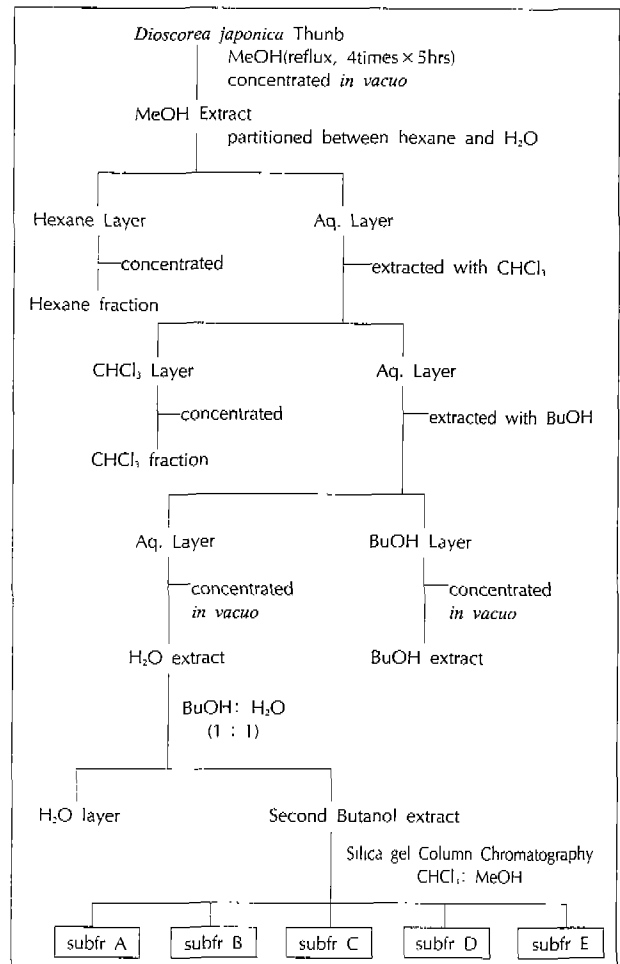 Dioscorea japonica Thunb
MeOH(reflux, 4times × 5hrs)
concentrated in vacuo
MeOH Extract
partitioned between hexane and H₂O
Hexane Layer
Aq. Layer
concentrated
extracted with CHCl₃
Hexane fraction
CHCl₃ Layer
Aq. Layer
concentrated
extracted with BuOH
CHCl₃ fraction
Aq. Layer
BuOH Layer
concentrated
in vacuo
concentrated
in vacuo
H₂O extract
BuOH extract
BuOH: H₂O
(1 : 1)
H₂O layer
Second Butanol extract
Silica gel Column Chromatography
CHCl₃: MeOH
subfr A
subfr B
subfr C
subfr D
subfr E